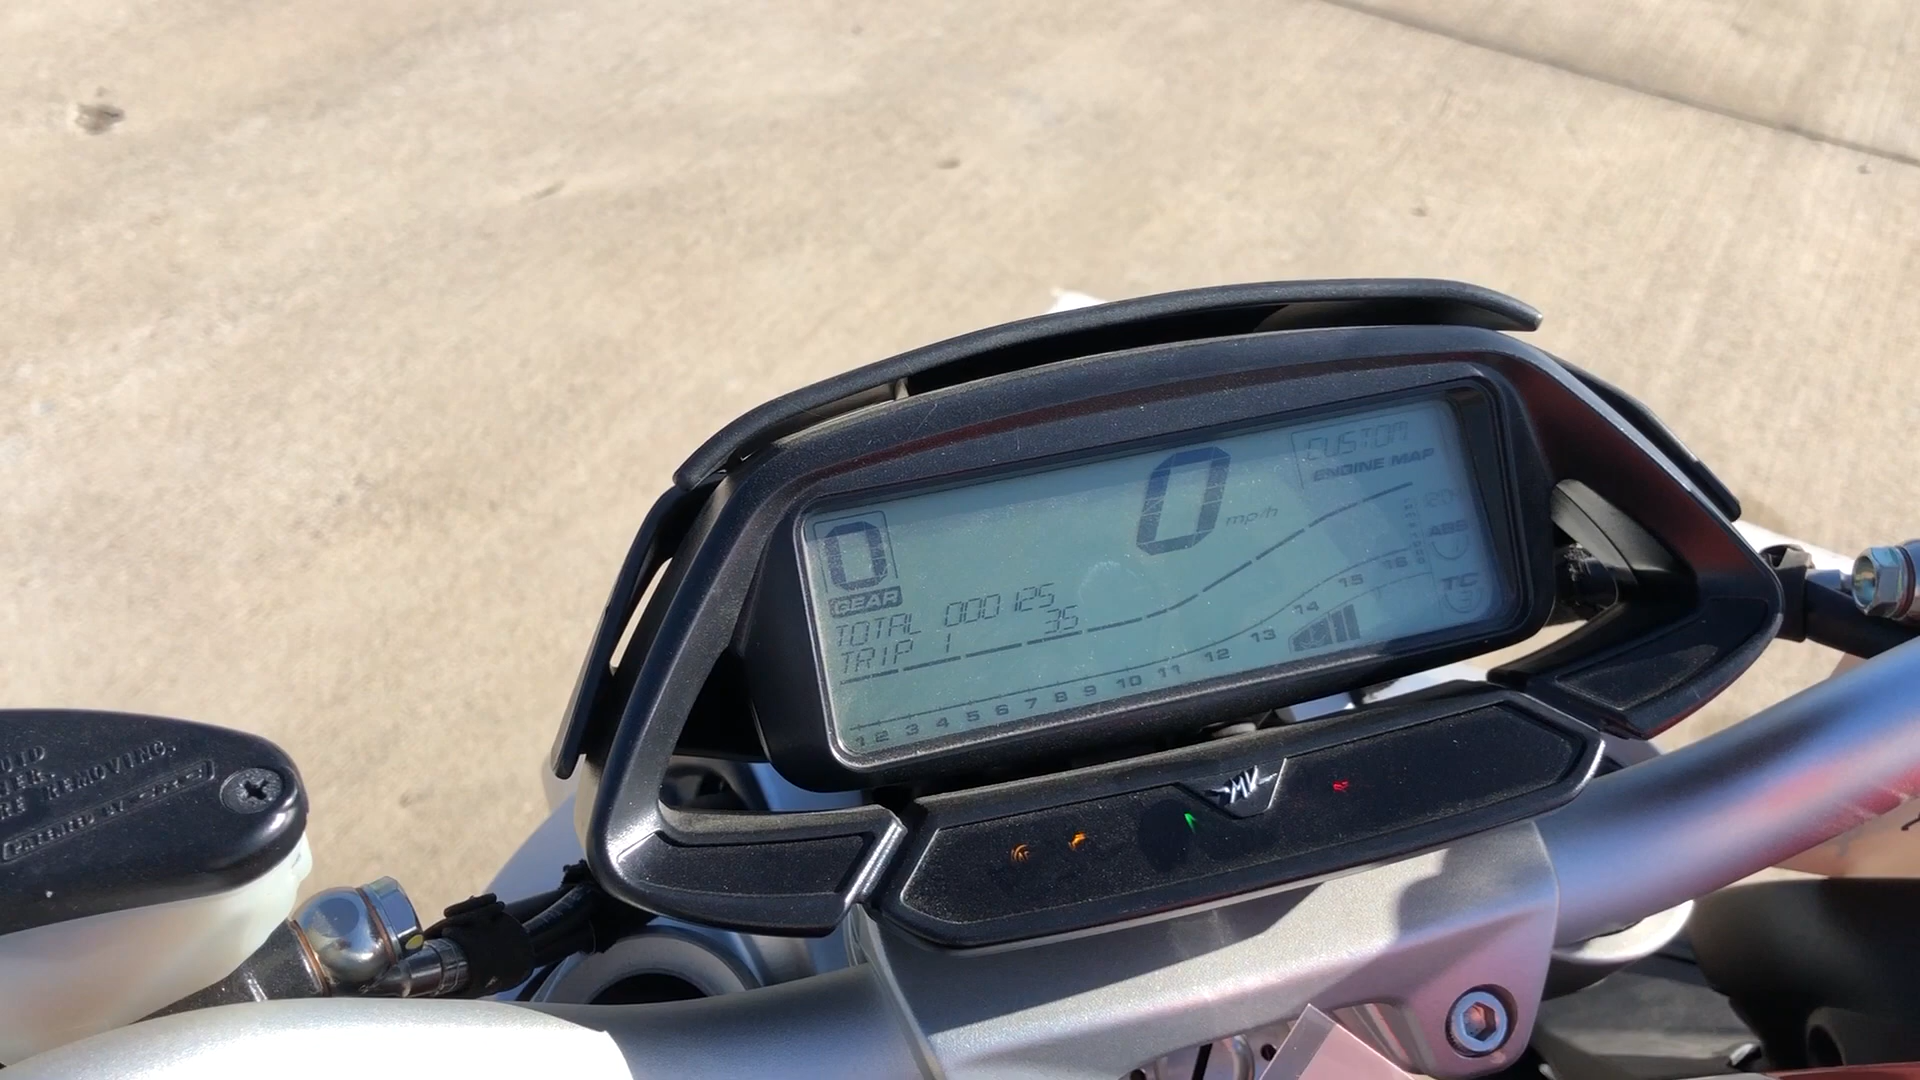 CUSTOM
ENGINE MAP
0
mp/h
0
GEAR
TOTAL 000125
TRIP 1 35
ABS
TC
1 2 3 4 5 6 7 8 9 10 11 12 13 14 15 16
MV
REMOVING.